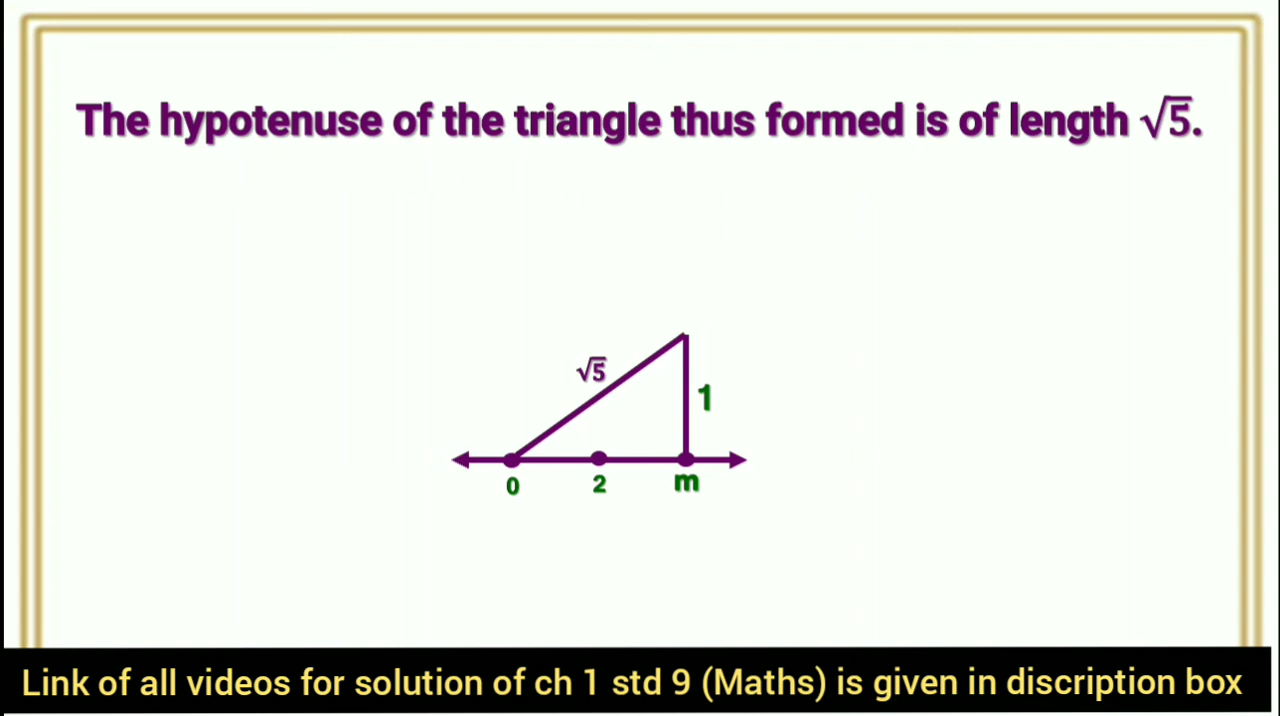 The hypotenuse of the triangle thus formed is of length √5.
√5
1
0 2 m
Link of all videos for solution of ch 1 std 9 (Maths) is given in discription box